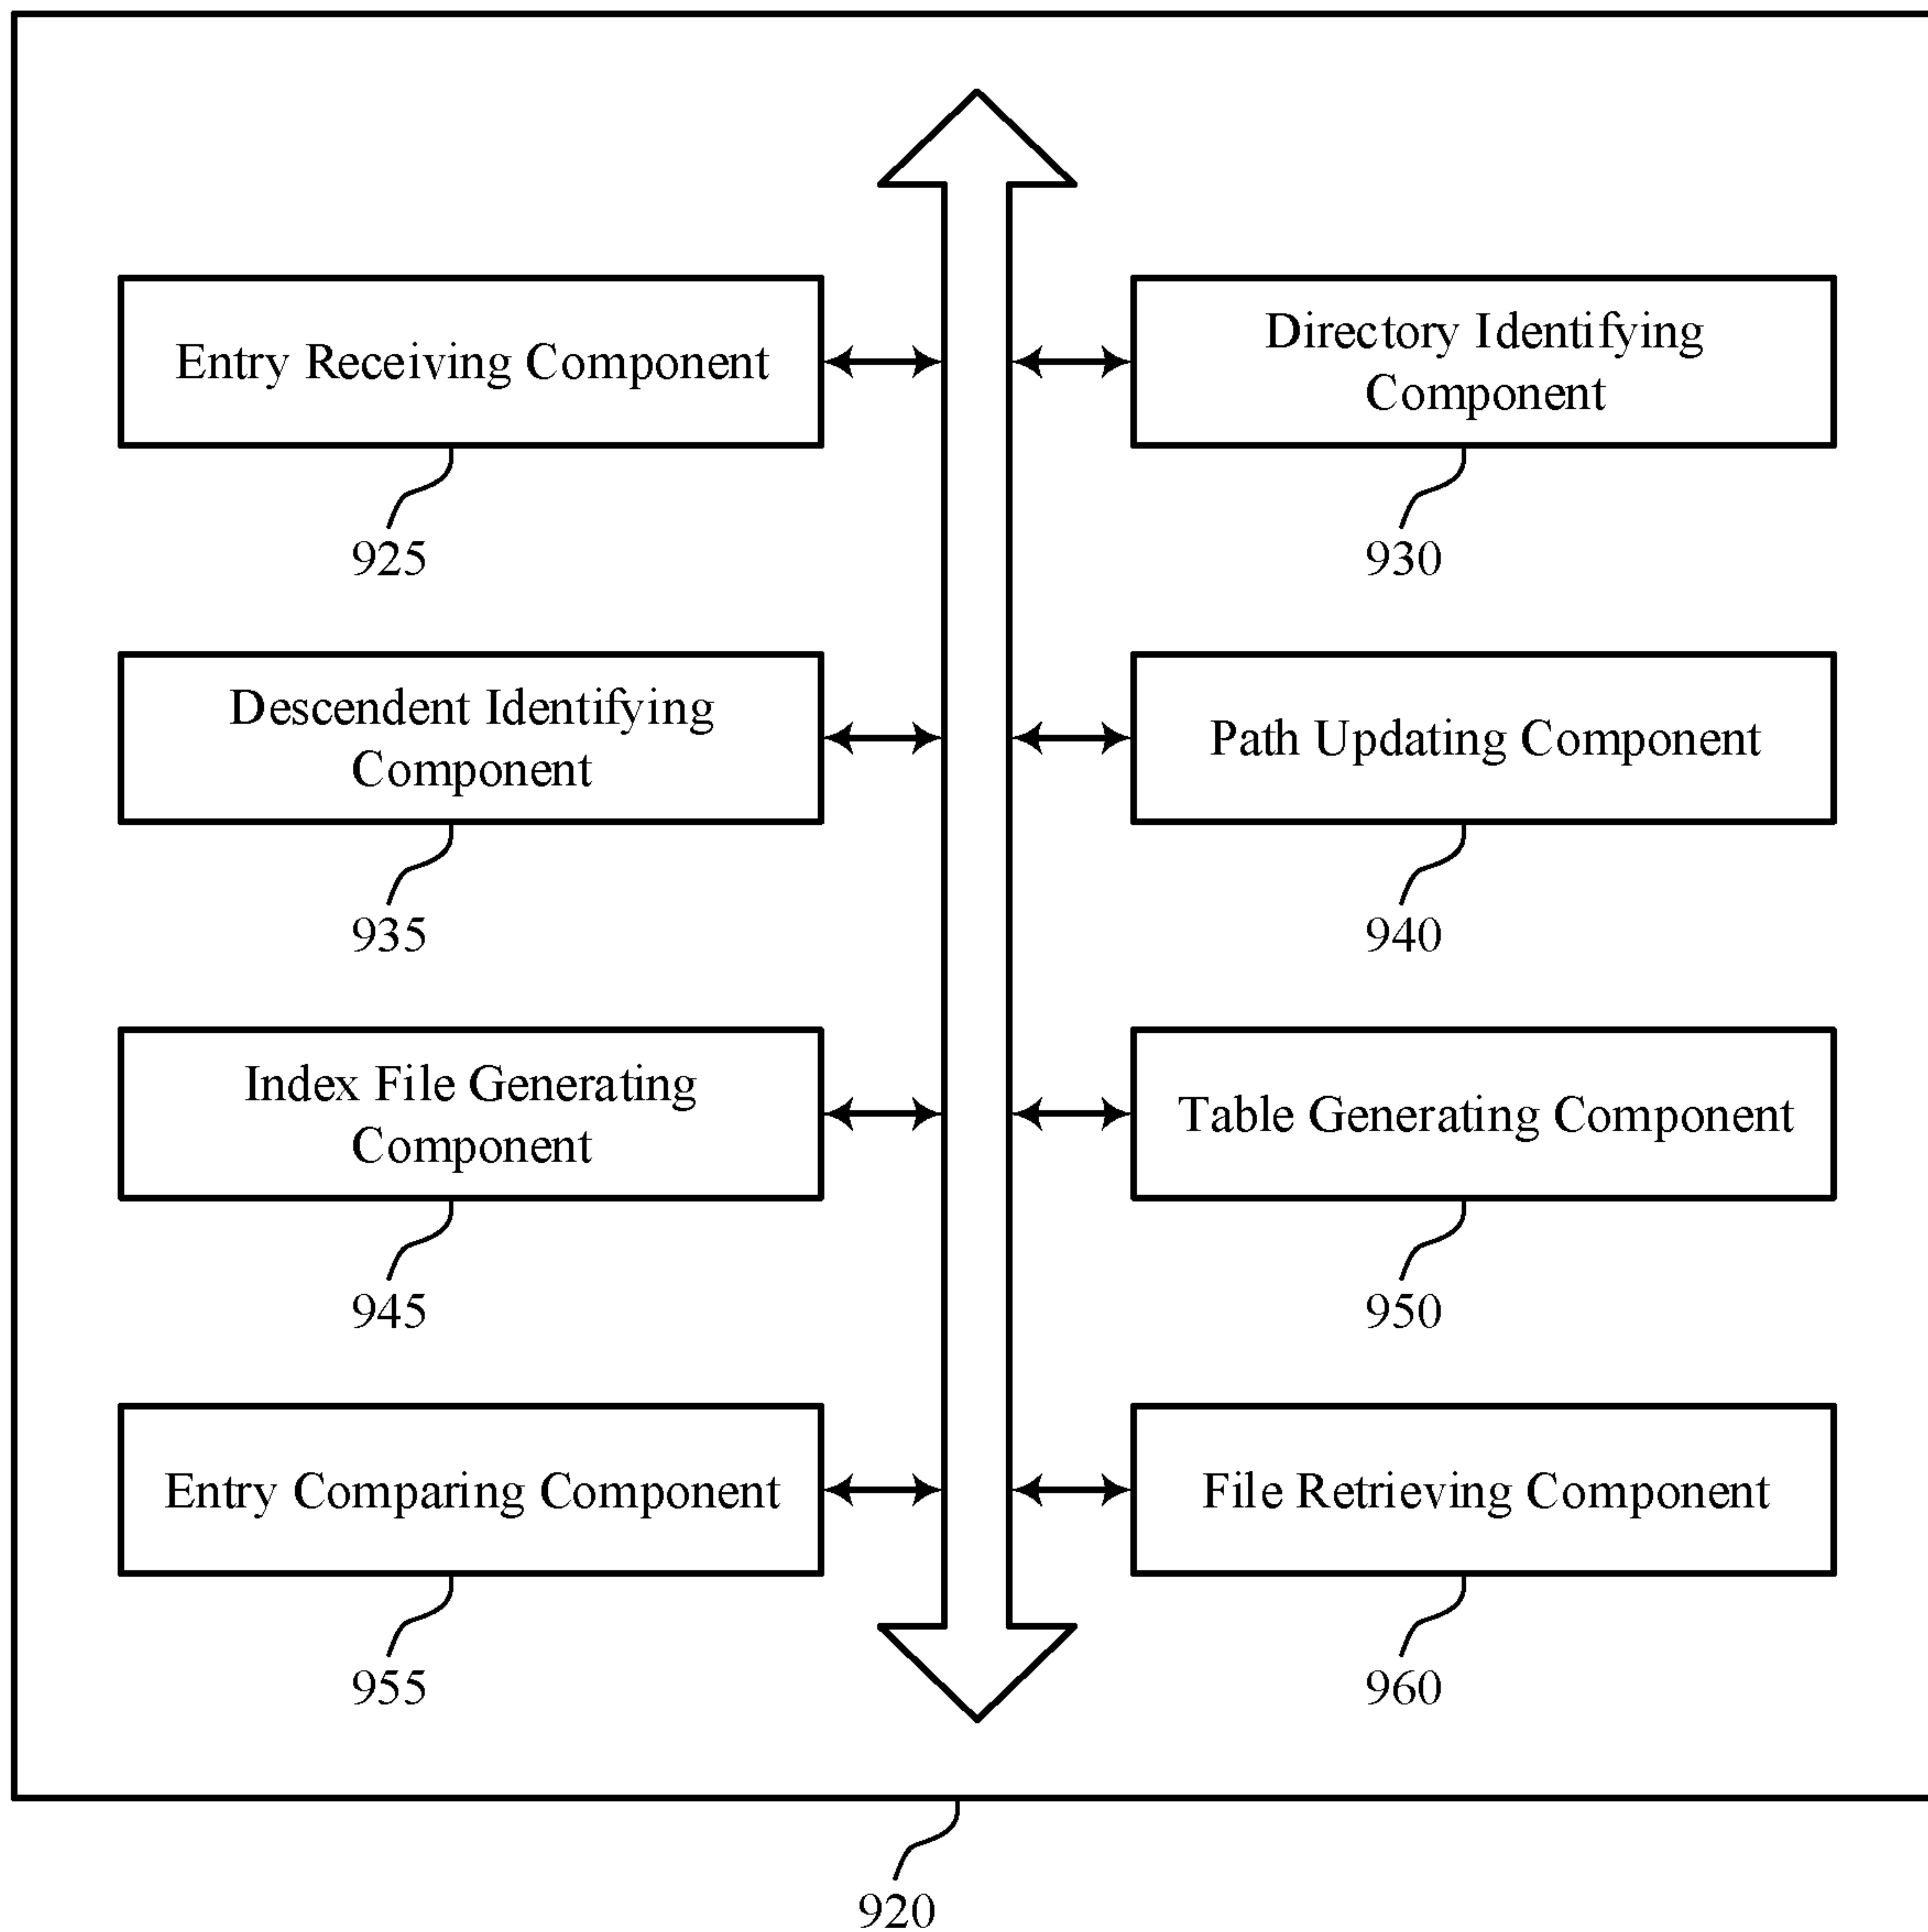 Entry Receiving Component
925
Directory Identifying
Component
930
Descendent Identifying
Component
935
Path Updating Component
940
Index File Generating
Component
945
Table Generating Component
950
Entry Comparing Component
955
File Retrieving Component
960
920